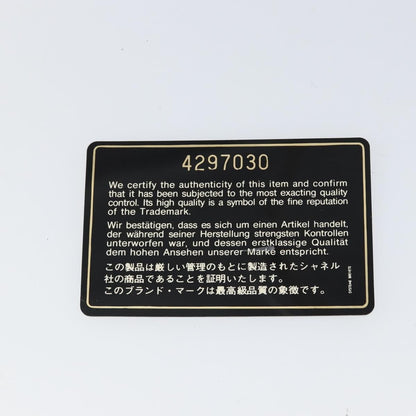 4297030
We certify the authenticity of this item and confirm
that it has been subjected to the most exacting quality
control. Its high quality is a symbol of the fine reputation
of the Trademark.
Wir bestätigen, dass es sich um einen Artikel handelt,
der während seiner Herstellung strengsten Kontrollen
unterworfen war, und dessen erstklassige Qualität
dem hohen Ansehen unserer Marke entspricht.
この製品は厳しい管理のもとに製造されたシャネル
社の商品であることを証明いたします。
このブランド・マークは最高級品質の象徴です。